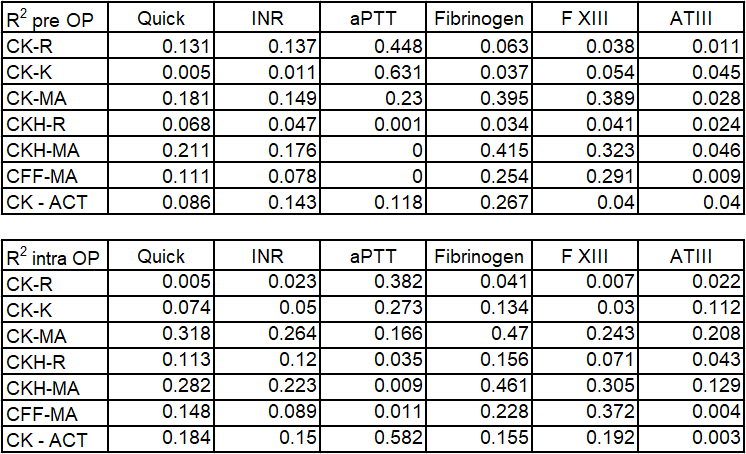 R² pre OP Quick INR aPTT Fibrinogen F XIII ATIII
CK-R 0.131 0.137 0.448 0.063 0.038 0.011
CK-K 0.005 0.011 0.631 0.037 0.054 0.045
CK-MA 0.181 0.149 0.23 0.395 0.389 0.028
CKH-R 0.068 0.047 0.001 0.034 0.041 0.024
CKH-MA 0.211 0.176 0 0.415 0.323 0.046
CFF-MA 0.111 0.078 0 0.254 0.291 0.009
CK - ACT 0.086 0.143 0.118 0.267 0.04 0.04
R² intra OP Quick INR aPTT Fibrinogen F XIII ATIII
CK-R 0.005 0.023 0.382 0.041 0.007 0.022
CK-K 0.074 0.05 0.273 0.134 0.03 0.112
CK-MA 0.318 0.264 0.166 0.47 0.243 0.208
CKH-R 0.113 0.12 0.035 0.156 0.071 0.043
CKH-MA 0.282 0.223 0.009 0.461 0.305 0.129
CFF-MA 0.148 0.089 0.011 0.228 0.372 0.004
CK - ACT 0.184 0.15 0.582 0.155 0.192 0.003